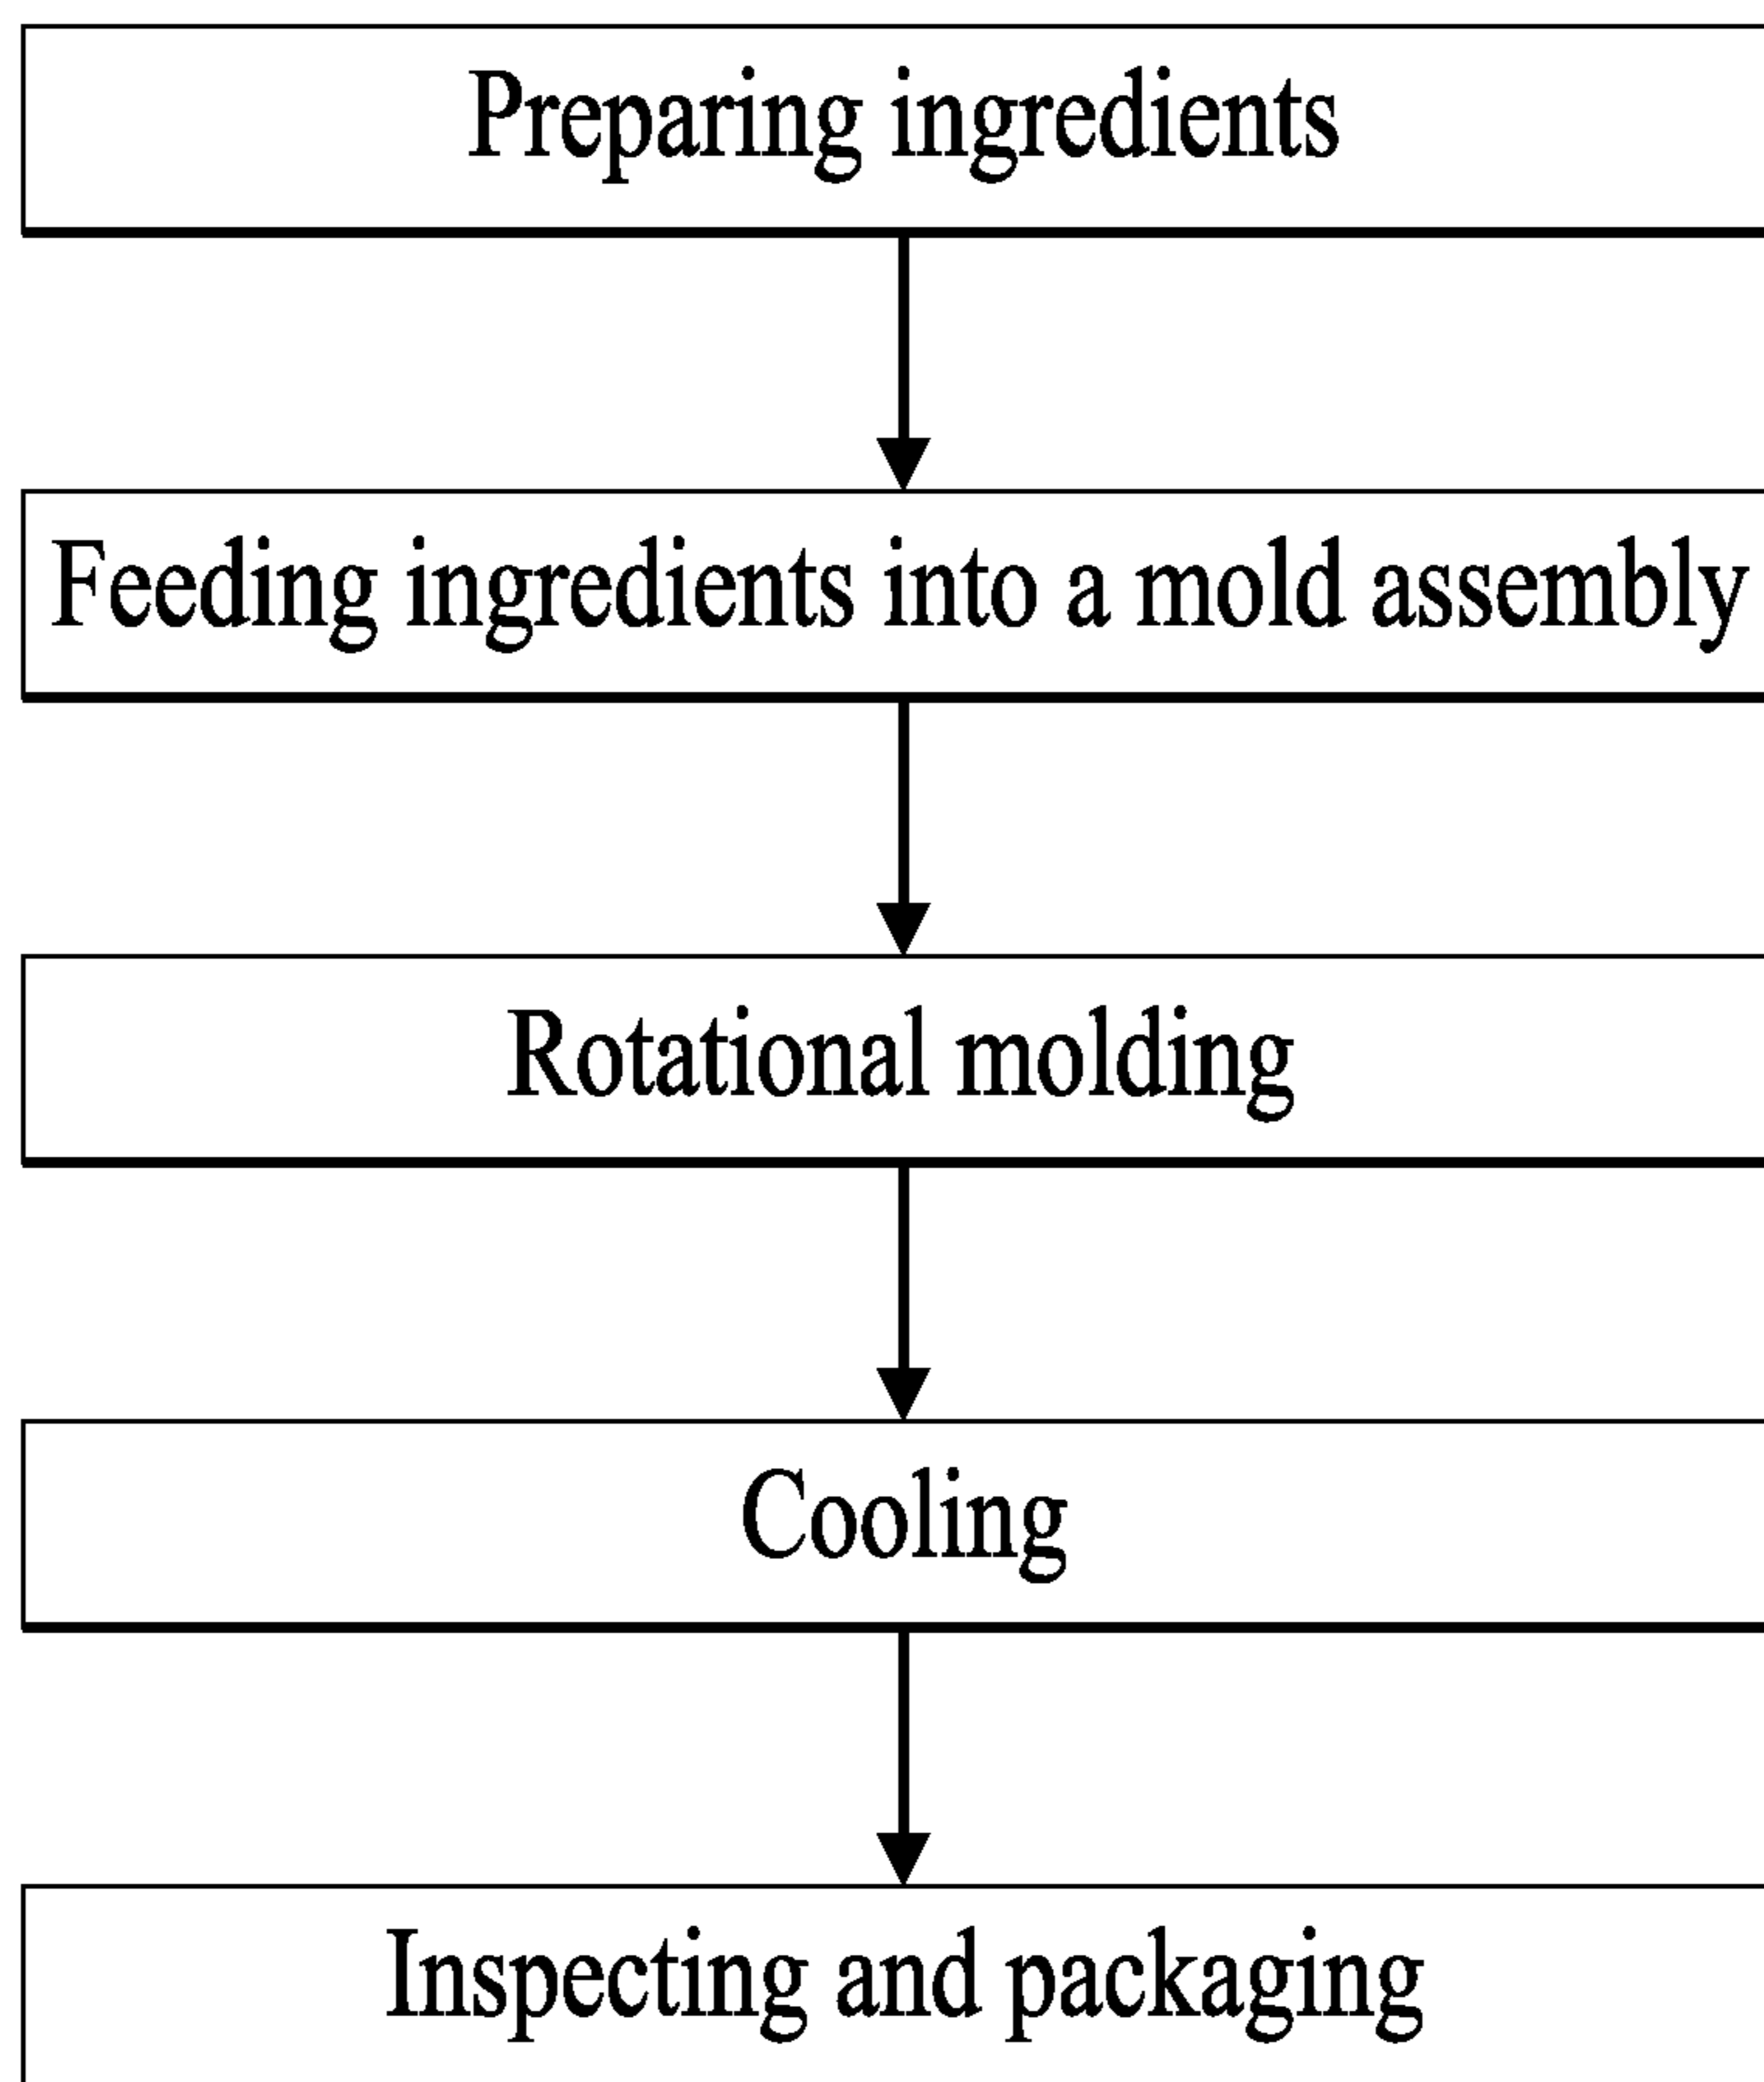 Preparing ingredients
Feeding ingredients into a mold assembly
Rotational molding
Cooling
Inspecting and packaging